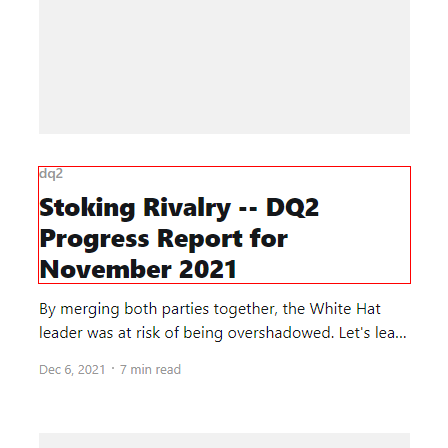 dq2
Stoking Rivalry -- DQ2
Progress Report for
November 2021
By merging both parties together, the White Hat
leader was at risk of being overshadowed. Let's lea...
Dec 6, 2021 · 7 min read